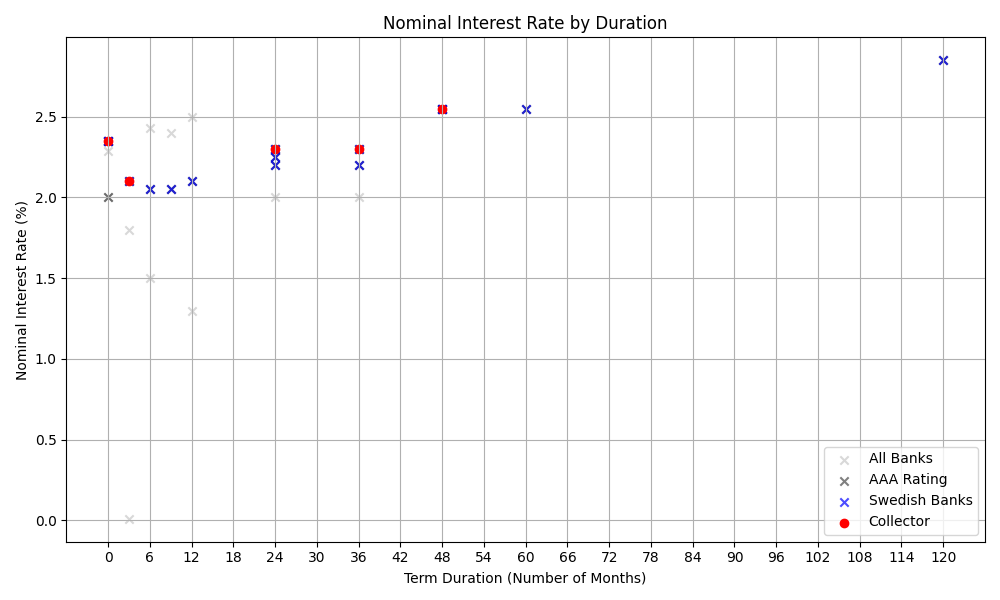 Nominal Interest Rate by Duration
Nominal Interest Rate (%)
2.5
2.0
1.5
1.0
0.5
0.0
All Banks
AAA Rating
Swedish Banks
Collector
0 6 12 18 24 30 36 42 48 54 60 66 72 78 84 90 96 102 108 114 120
Term Duration (Number of Months)